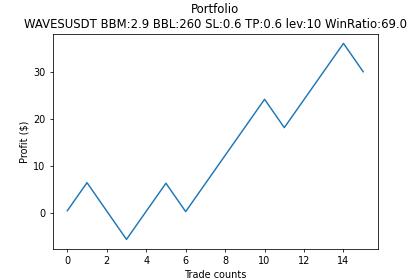 Portfolio
WAVESUSDT BBM:2.9 BBL:260 SL:0.6 TP:0.6 lev:10 WinRatio:69.0
Profit ($)
30
20
10
0
0 2 4 6 8 10 12 14
Trade counts